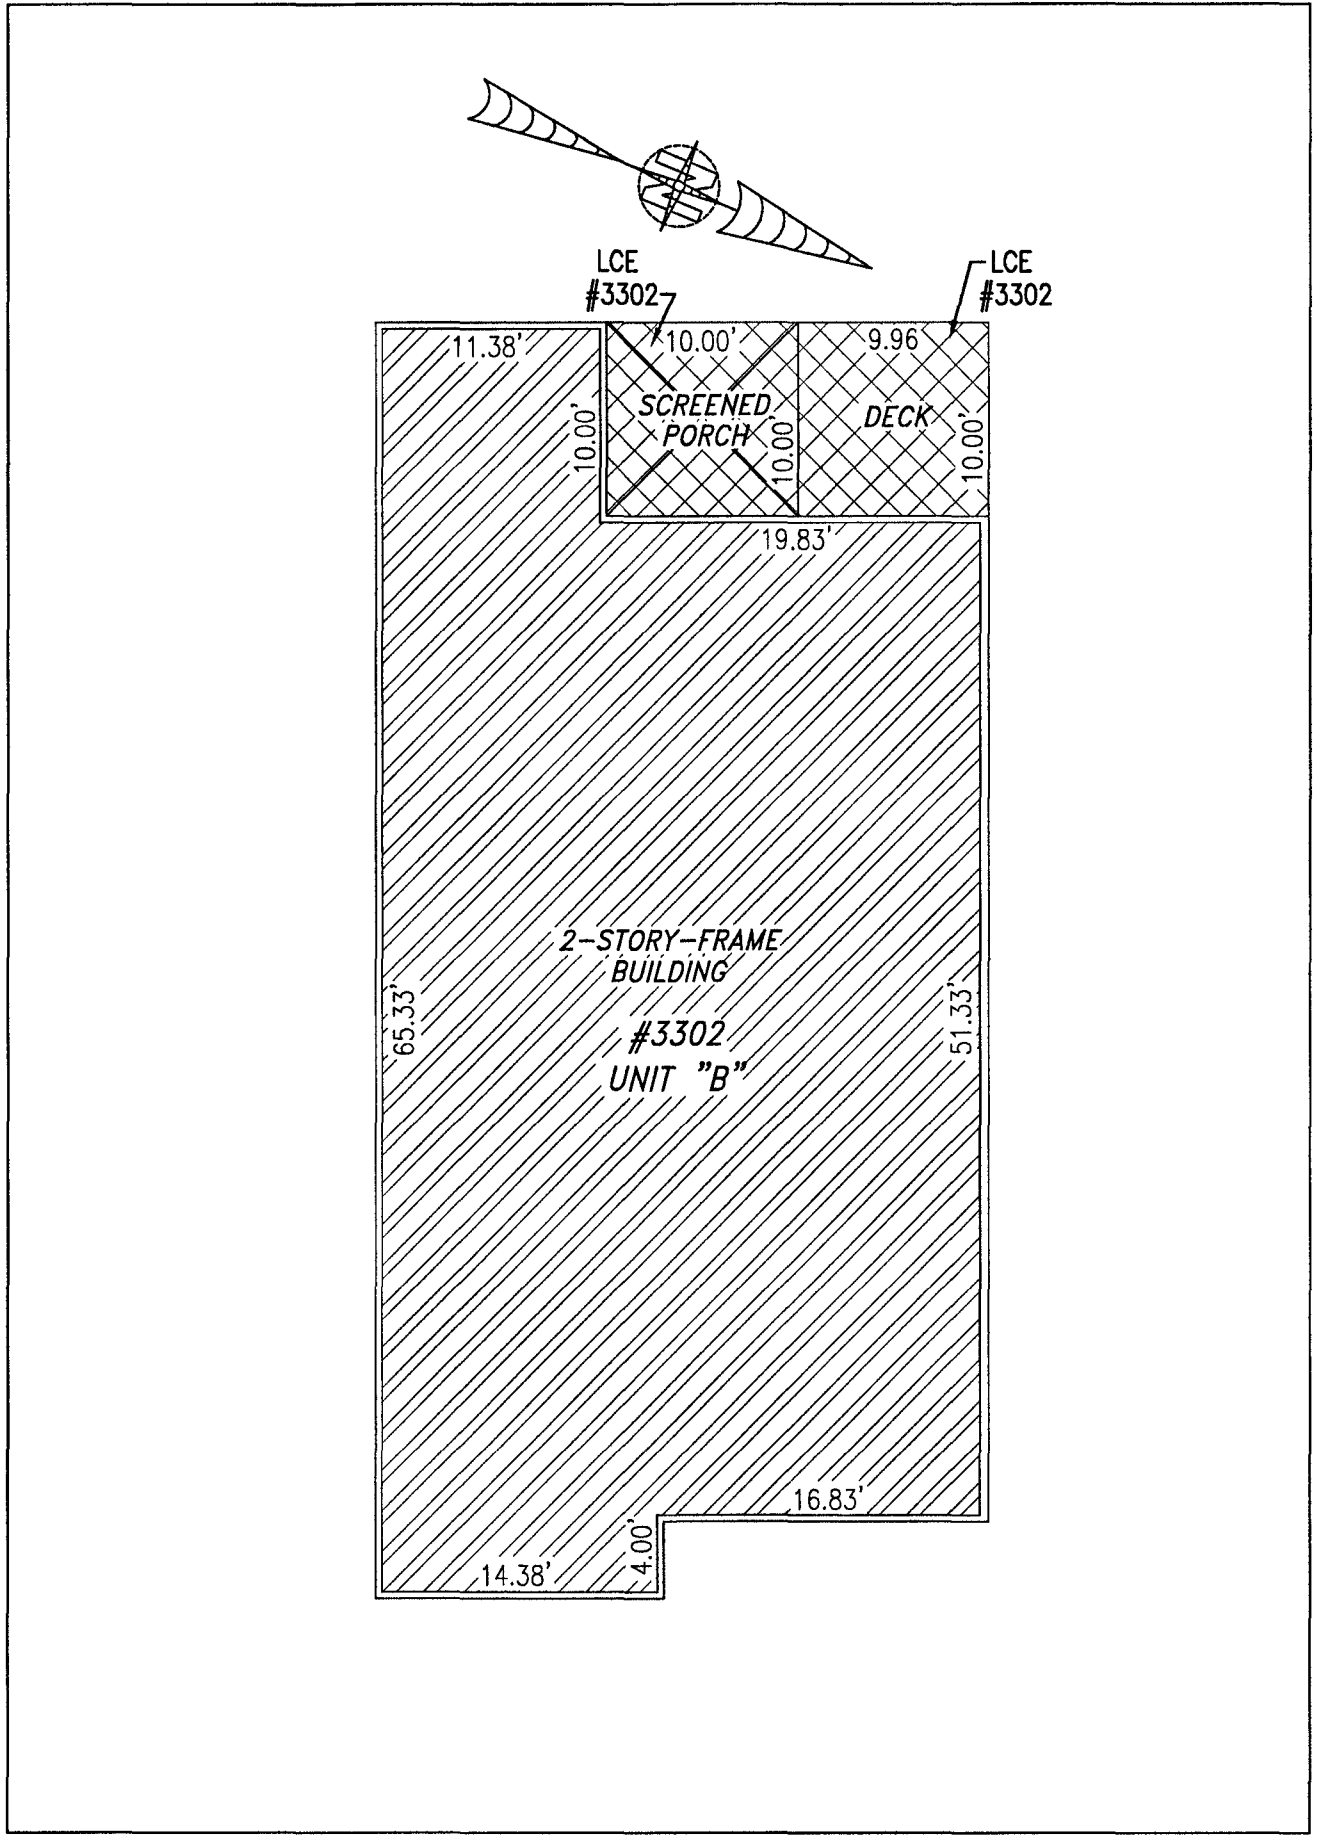 LCE
#3302
LCE
#3302
11.38'
10.00'
9.96
SCREENED
PORCH
DECK
10.00'
10.00'
10.00'
19.83'
2-STORY-FRAME
BUILDING
#3302
UNIT "B"
65.33'
51.33'
16.83'
4.00'
14.38'